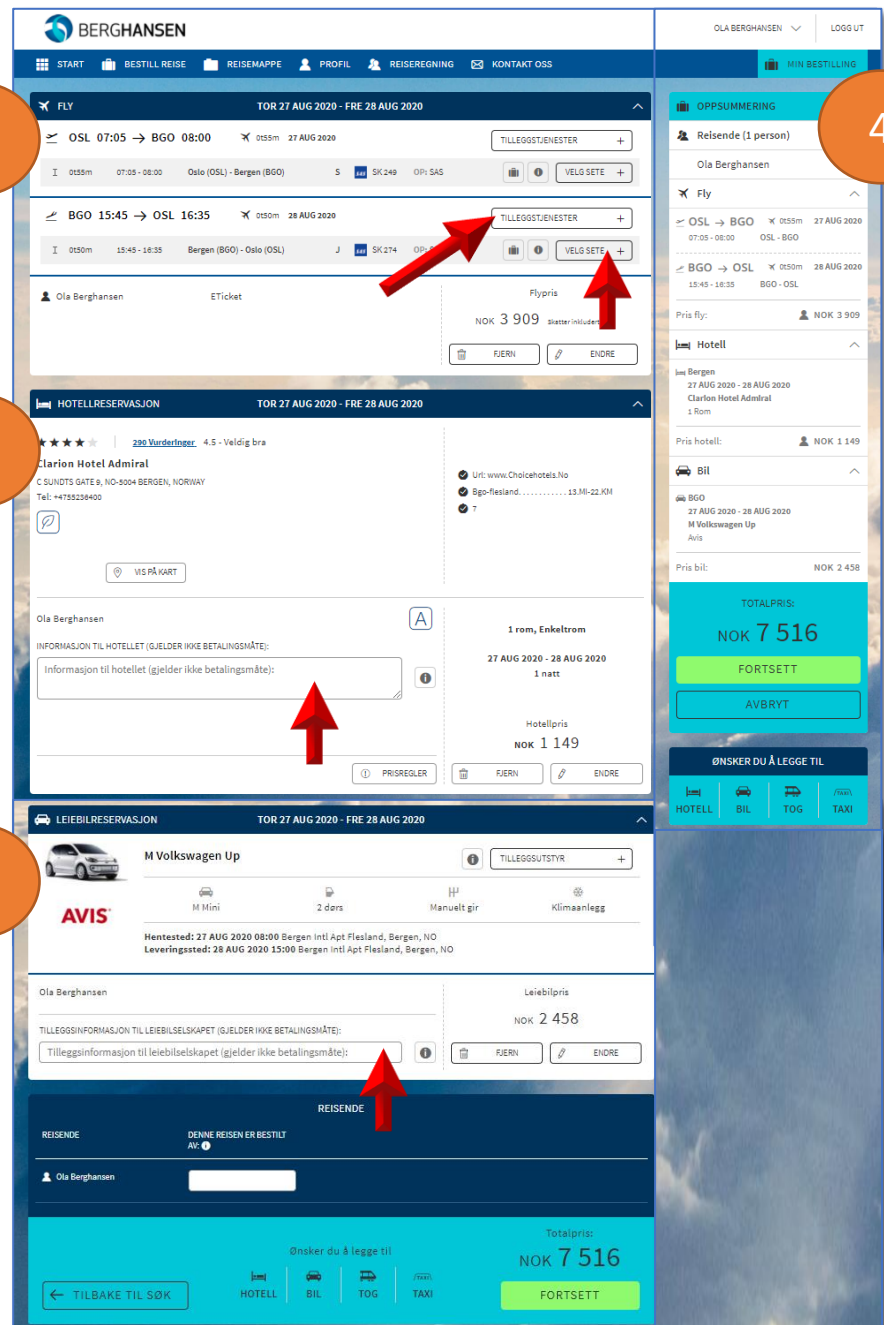 BERGHANSEN
OLA BERGHANSEN LOGG UT
START BESTILL REISE REISEMAPPE PROFIL REISEREGNING KONTAKT OSS
MIN BESTILLING
FLY TOR 27 AUG 2020 - FRE 28 AUG 2020
OSL 07:05 → BGO 08:00 0t55m 27 AUG 2020 TILLEGGSTJENESTER +
I 0t55m 07:05 - 08:00 Oslo (OSL) - Bergen (BGO) S SAS SK 249 OP: SAS VELG SETE +
BGO 15:45 → OSL 16:35 0t50m 28 AUG 2020 TILLEGGSTJENESTER +
I 0t50m 15:45 - 16:35 Bergen (BGO) - Oslo (OSL) J SAS SK 274 OP: VELG SETE +
Ola Berghansen ETicket Flypris
NOK 3 909 Skatter inkludert
FJERN ENDRE
HOTELLRESERVASJON TOR 27 AUG 2020 - FRE 28 AUG 2020
290 Vurderinger 4.5 - Veldig bra
Clarion Hotel Admiral
C SUNDTS GATE 9, NO-5004 BERGEN, NORWAY
Tel: +4755236400
Url: www.Choicehotels.No
Bgo-flesland............13.MI-22.KM
7
VIS PÅ KART
Ola Berghansen A
INFORMASJON TIL HOTELLET (GJELDER IKKE BETALINGSMÅTE):
Informasjon til hotellet (gjelder ikke betalingsmåte):
1 rom, Enkeltrom
27 AUG 2020 - 28 AUG 2020
1 natt
Hotellpris
NOK 1 149
PRISREGLER FJERN ENDRE
LEIEBILRESERVASJON TOR 27 AUG 2020 - FRE 28 AUG 2020
M Volkswagen Up TILLEGGSUTSTYR +
AVIS
M Mini 2 dørs Manuelt gir Klimaanlegg
Hentested: 27 AUG 2020 08:00 Bergen Intl Apt Flesland, Bergen, NO
Leveringssted: 28 AUG 2020 15:00 Bergen Intl Apt Flesland, Bergen, NO
Ola Berghansen Leiebilpris
NOK 2 458
TILLEGGSINFORMASJON TIL LEIEBILSELSKAPET (GJELDER IKKE BETALINGSMÅTE):
Tilleggsinformasjon til leiebilselskapet (gjelder ikke betalingsmåte):
FJERN ENDRE
REISENDE
REISENDE DENNE REISEN ER BESTILT
AV:
Ola Berghansen
Ønsker du å legge til
HOTELL BIL TOG TAXI
Totalpris:
NOK 7 516
← TILBAKE TIL SØK FORTSETT
OPPSUMMERING
4
Reisende (1 person)
Ola Berghansen
Fly
OSL → BGO 0t55m 27 AUG 2020
07:05 - 08:00 OSL - BGO
BGO → OSL 0t50m 28 AUG 2020
15:45 - 16:35 BGO - OSL
Pris fly: NOK 3 909
Hotell
Bergen
27 AUG 2020 - 28 AUG 2020
Clarion Hotel Admiral
1 Rom
Pris hotell: NOK 1 149
Bil
BGO
27 AUG 2020 - 28 AUG 2020
M Volkswagen Up
Avis
Pris bil: NOK 2 458
TOTALPRIS:
NOK 7 516
FORTSETT
AVBRYT
ØNSKER DU Å LEGGE TIL
HOTELL BIL TOG TAXI